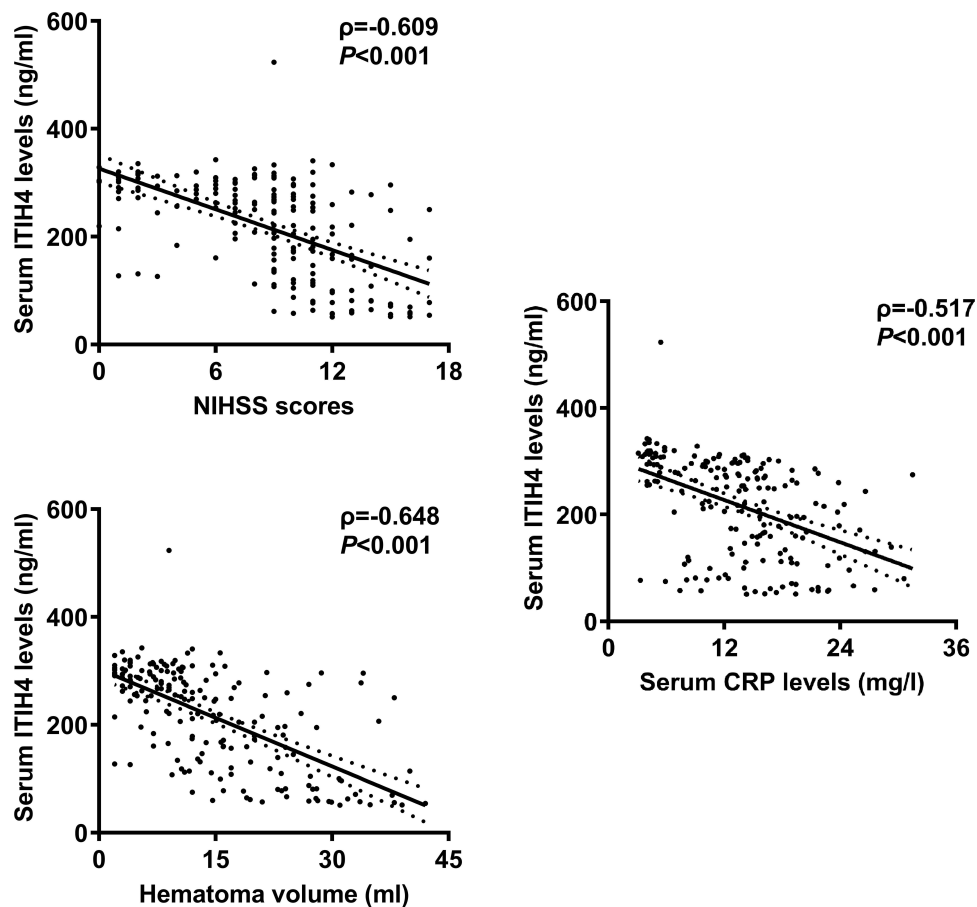 Serum ITIH4 levels (ng/ml)
600
400
200
0
0 6 12 18
NIHSS scores
ρ=-0.609
P<0.001
Serum ITIH4 levels (ng/ml)
600
400
200
0
0 12 24 36
Serum CRP levels (mg/l)
ρ=-0.517
P<0.001
Serum ITIH4 levels (ng/ml)
600
400
200
0
0 15 30 45
Hematoma volume (ml)
ρ=-0.648
P<0.001